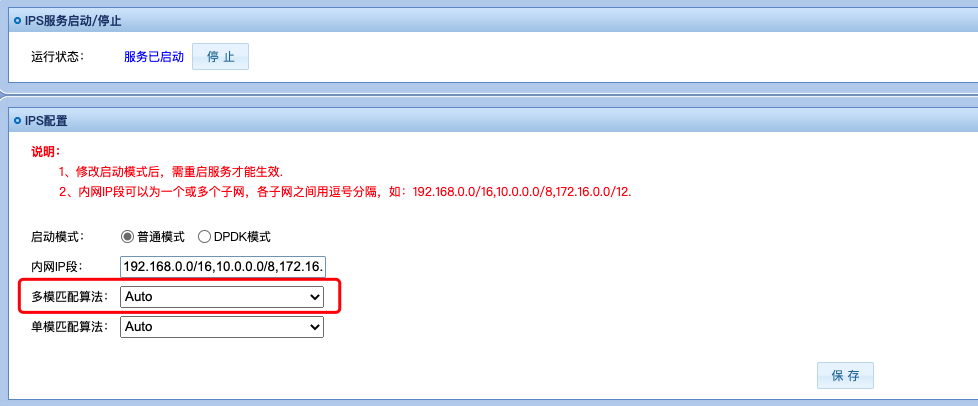 IPS服务启动/停止
运行状态： 服务已启动 停 止
IPS配置
说明：
1、修改启动模式后，需重启服务才能生效.
2、内网IP段可以为一个或多个子网，各子网之间用逗号分隔，如：192.168.0.0/16,10.0.0.0/8,172.16.0.0/12.
启动模式： 普通模式 DPDK模式
内网IP段： 192.168.0.0/16,10.0.0.0/8,172.16.
多模匹配算法： Auto
单模匹配算法： Auto
保 存